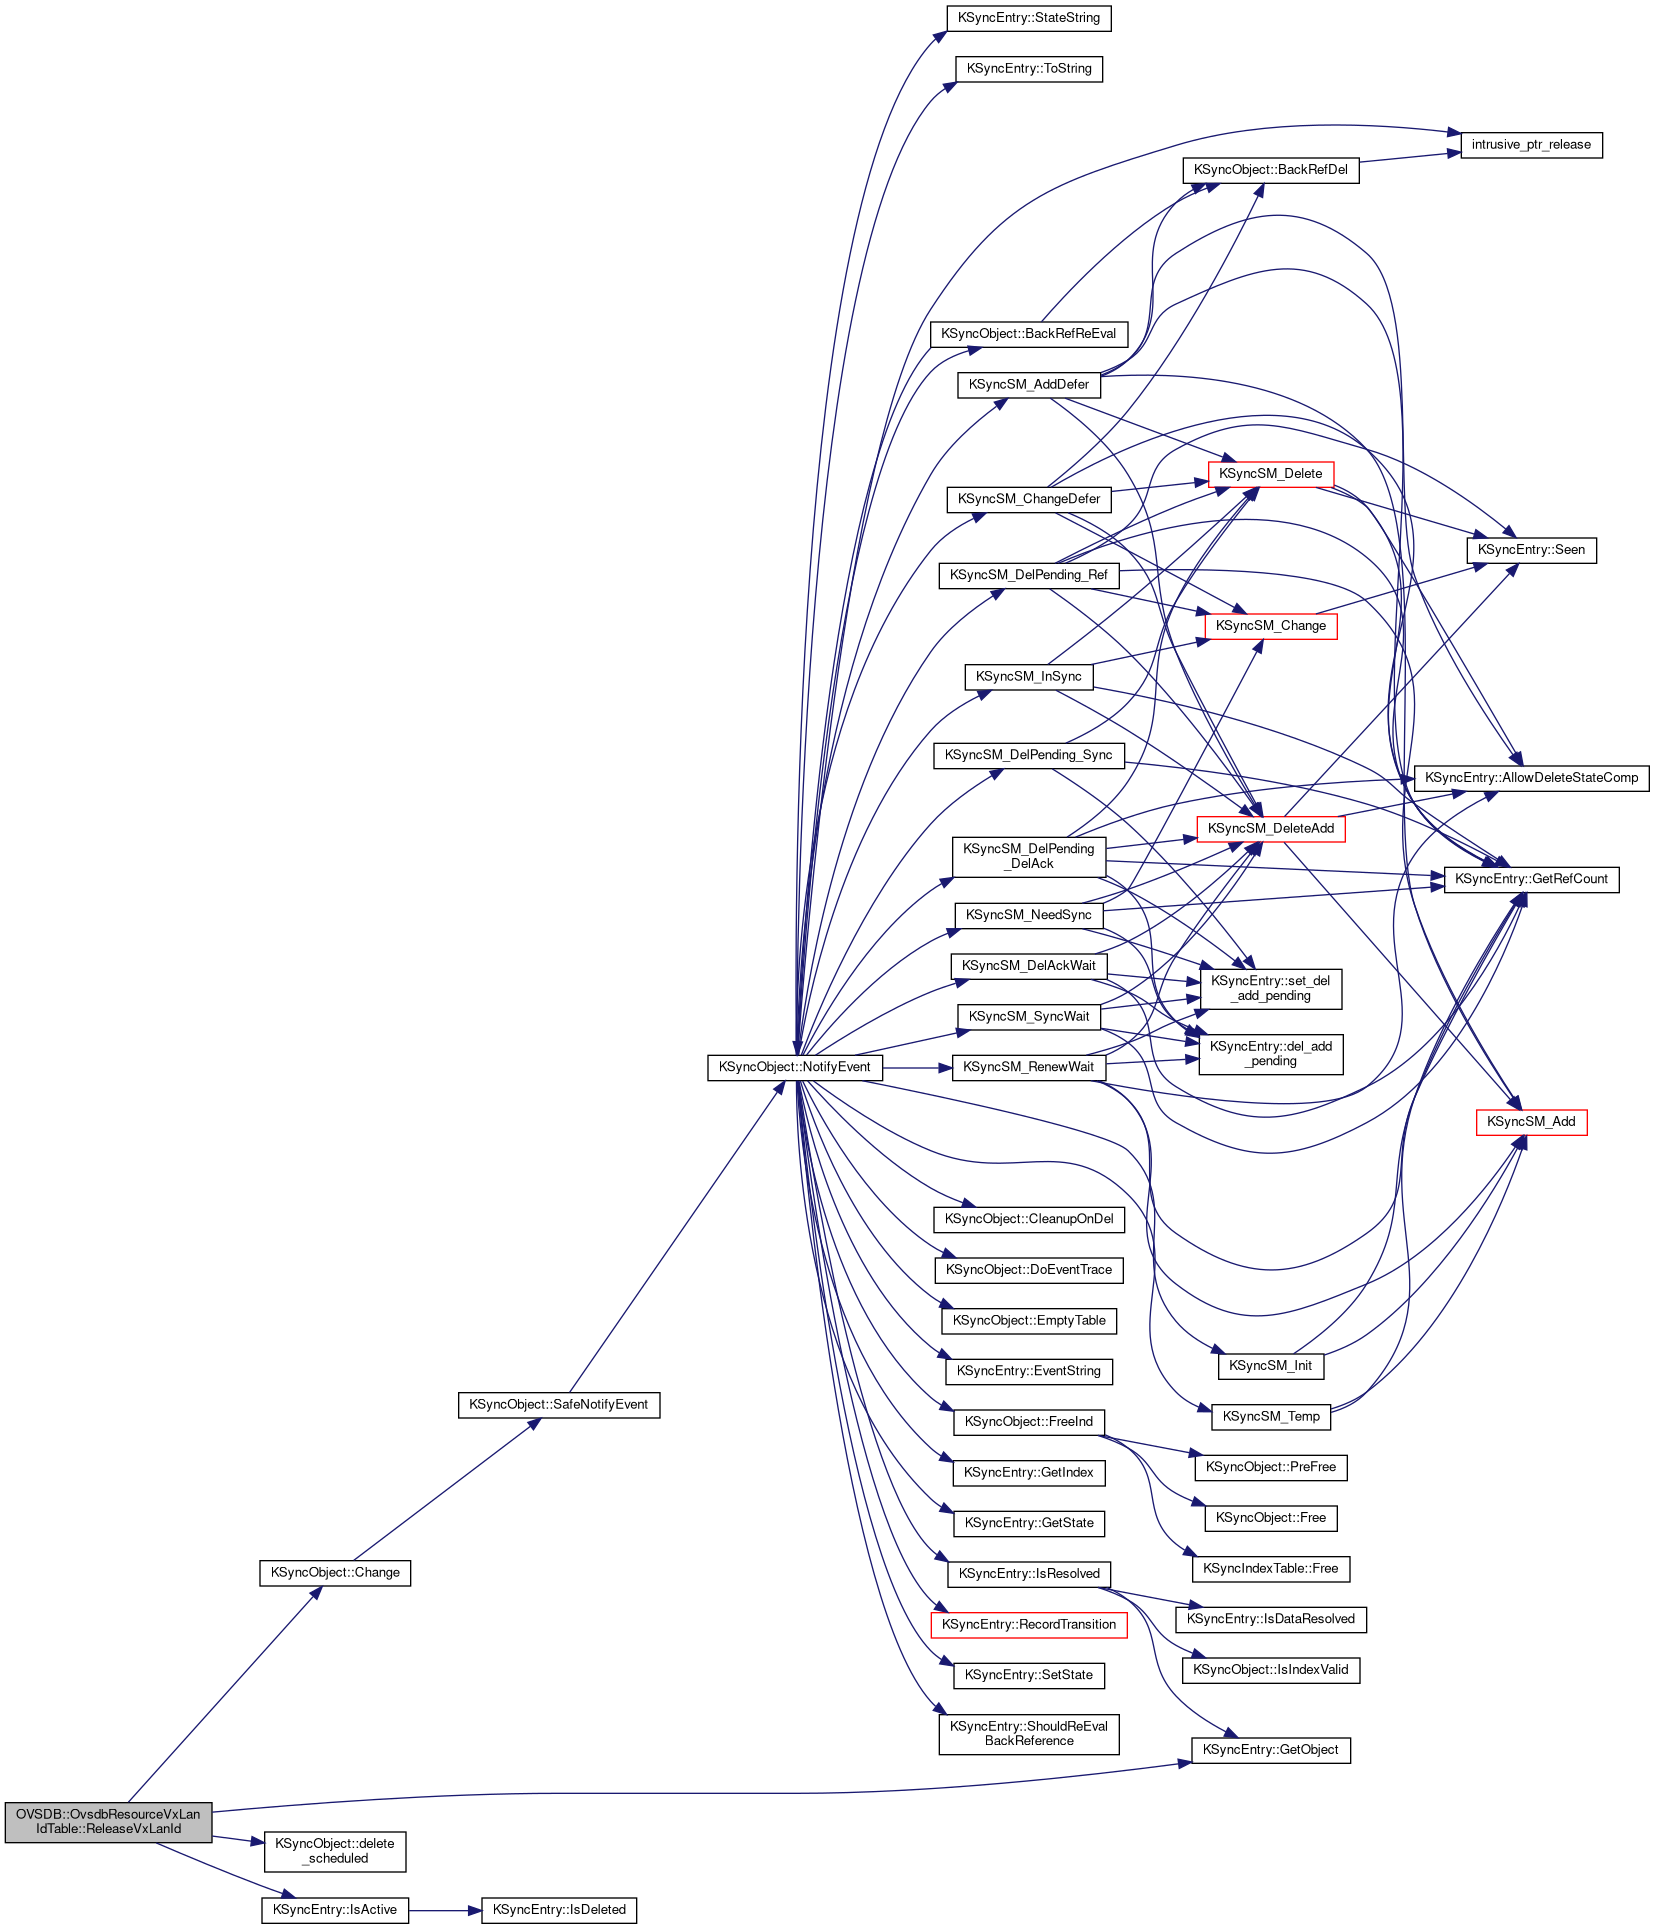 KSyncEntry::StateString
KSyncEntry::ToString
intrusive_ptr_release
KSyncObject::BackRefDel
KSyncObject::BackRefReEval
KSyncSM_AddDefer
KSyncSM_Delete
KSyncSM_ChangeDefer
KSyncEntry::Seen
KSyncSM_DelPending_Ref
KSyncSM_Change
KSyncSM_InSync
KSyncSM_DelPending_Sync
KSyncEntry::AllowDeleteStateComp
KSyncSM_DeleteAdd
KSyncSM_DelPending
_DelAck
KSyncEntry::GetRefCount
KSyncSM_NeedSync
KSyncSM_DelAckWait
KSyncEntry::set_del
_add_pending
KSyncSM_SyncWait
KSyncEntry::del_add
_pending
KSyncObject::NotifyEvent
KSyncSM_RenewWait
KSyncSM_Add
KSyncObject::CleanupOnDel
KSyncObject::DoEventTrace
KSyncObject::EmptyTable
KSyncSM_Init
KSyncEntry::EventString
KSyncObject::SafeNotifyEvent
KSyncSM_Temp
KSyncObject::FreeInd
KSyncObject::PreFree
KSyncEntry::GetIndex
KSyncObject::Free
KSyncEntry::GetState
KSyncIndexTable::Free
KSyncObject::Change
KSyncEntry::IsResolved
KSyncEntry::IsDataResolved
KSyncEntry::RecordTransition
KSyncObject::IsIndexValid
KSyncEntry::SetState
KSyncEntry::ShouldReEval
BackReference
KSyncEntry::GetObject
OVSDB::OvsdbResourceVxLan
IdTable::ReleaseVxLanId
KSyncObject::delete
_scheduled
KSyncEntry::IsActive
KSyncEntry::IsDeleted